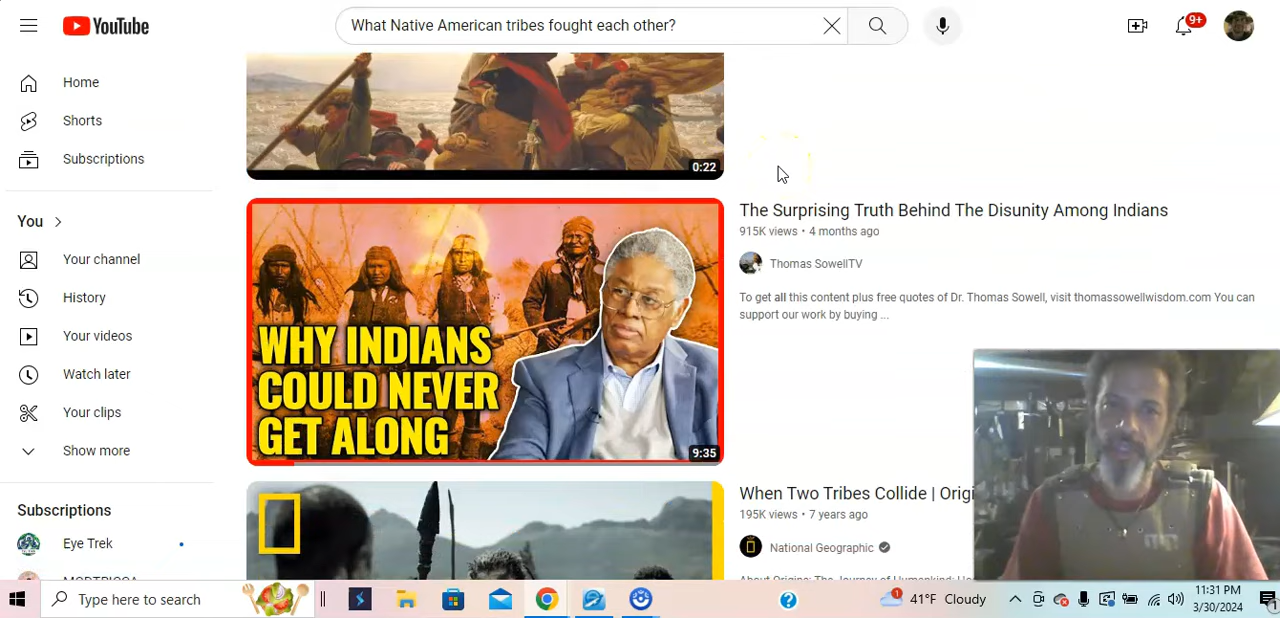 YouTube
What Native American tribes fought each other?
9+
Home
Shorts
Subscriptions
You
Your channel
History
Your videos
Watch later
Your clips
Show more
Subscriptions
Eye Trek
0:22
WHY INDIANS
COULD NEVER
GET ALONG
9:35
The Surprising Truth Behind The Disunity Among Indians
915K views • 4 months ago
Thomas SowellTV
To get all this content plus free quotes of Dr. Thomas Sowell, visit thomassowellwisdom.com You can
support our work by buying ...
When Two Tribes Collide | Origi
195K views • 7 years ago
National Geographic
Type here to search
41°F Cloudy
11:31 PM
3/30/2024